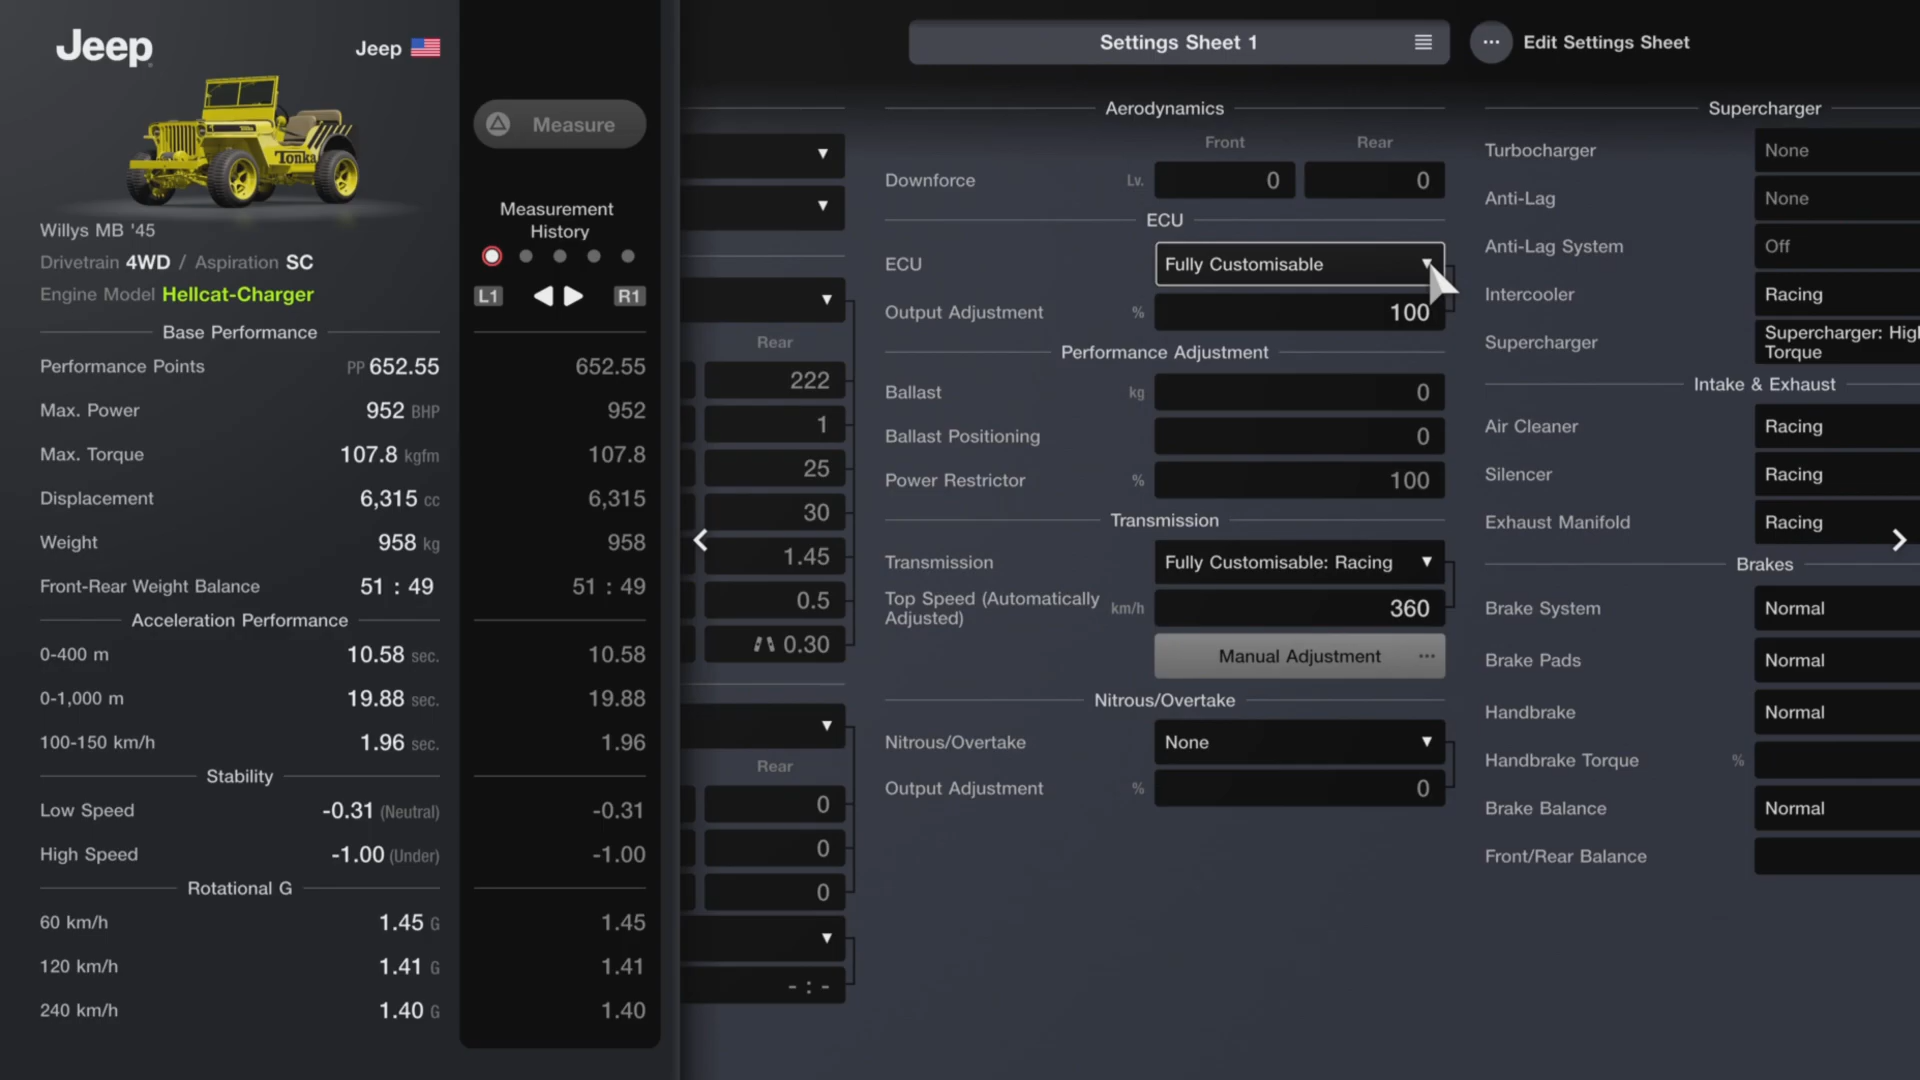 Jeep
Jeep
Tonka
Willys MB '45
Drivetrain 4WD / Aspiration SC
Engine Model Hellcat-Charger
Base Performance
Performance Points PP 652.55
Max. Power 952 BHP
Max. Torque 107.8 kgfm
Displacement 6,315 cc
Weight 958 kg
Front-Rear Weight Balance 51 : 49
Acceleration Performance
0-400 m 10.58 sec.
0-1,000 m 19.88 sec.
100-150 km/h 1.96 sec.
Stability
Low Speed -0.31 (Neutral)
High Speed -1.00 (Under)
Rotational G
60 km/h 1.45 G
120 km/h 1.41 G
240 km/h 1.40 G
Measure
Measurement
History
L1 R1
652.55
952
107.8
6,315
958
51 : 49
10.58
19.88
1.96
-0.31
-1.00
1.45
1.41
1.40
Rear
222
1
25
30
1.45
0.5
0.30
Rear
0
0
0
- : -
Settings Sheet 1
Edit Settings Sheet
Aerodynamics
Front Rear
Downforce Lv. 0 0
ECU
ECU Fully Customisable
Output Adjustment % 100
Performance Adjustment
Ballast kg 0
Ballast Positioning 0
Power Restrictor % 100
Transmission
Transmission Fully Customisable: Racing
Top Speed (Automatically
Adjusted) km/h 360
Manual Adjustment
Nitrous/Overtake
Nitrous/Overtake None
Output Adjustment % 0
Supercharger
Turbocharger None
Anti-Lag None
Anti-Lag System Off
Intercooler Racing
Supercharger Supercharger: Hig
Torque
Intake & Exhaust
Air Cleaner Racing
Silencer Racing
Exhaust Manifold Racing
Brakes
Brake System Normal
Brake Pads Normal
Handbrake Normal
Handbrake Torque %
Brake Balance Normal
Front/Rear Balance